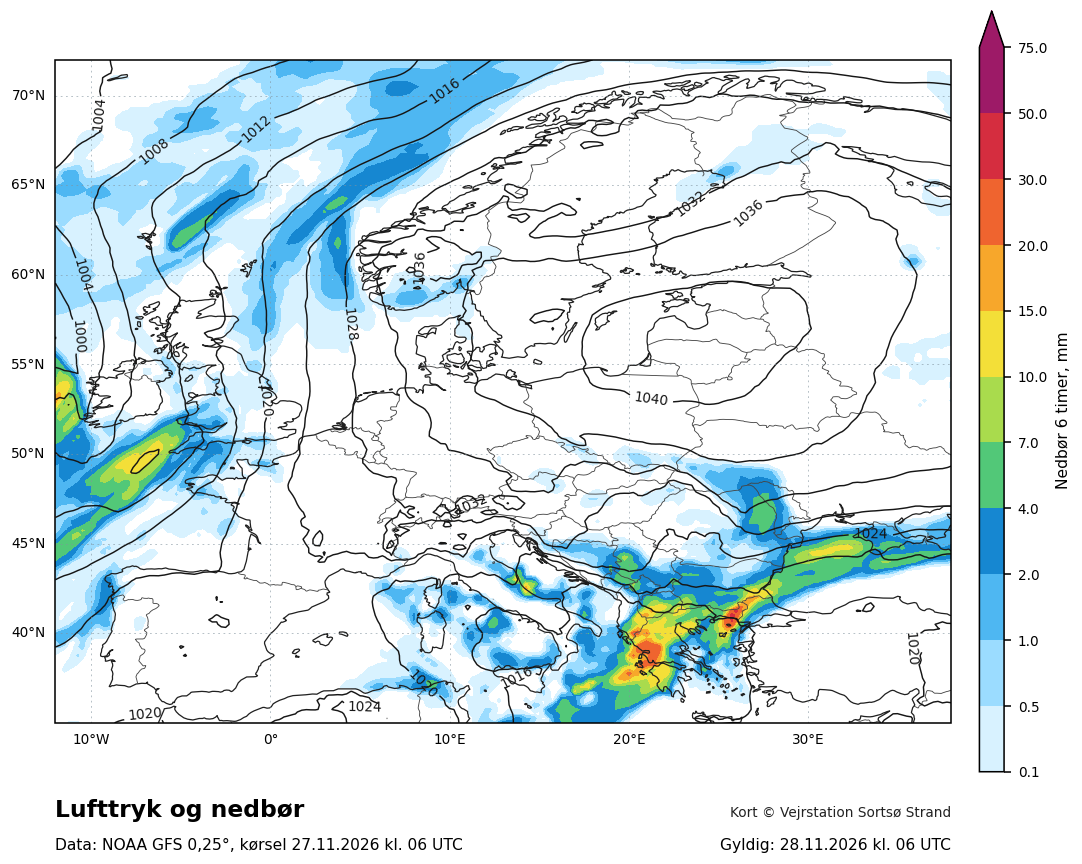 75.0
50.0
30.0
20.0
15.0
10.0
7.0
4.0
2.0
1.0
0.5
0.1
Nedbør 6 timer, mm
70°N
65°N
60°N
55°N
50°N
45°N
40°N
10°W
0°
10°E
20°E
30°E
1004
1008
1012
1016
1004
1000
1020
1028
1036
1032
1036
1040
1032
1024
1020
1024
1020
1016
1020
Lufttryk og nedbør
Kort © Vejrstation Sortsø Strand
Data: NOAA GFS 0,25°, kørsel 27.11.2026 kl. 06 UTC
Gyldig: 28.11.2026 kl. 06 UTC